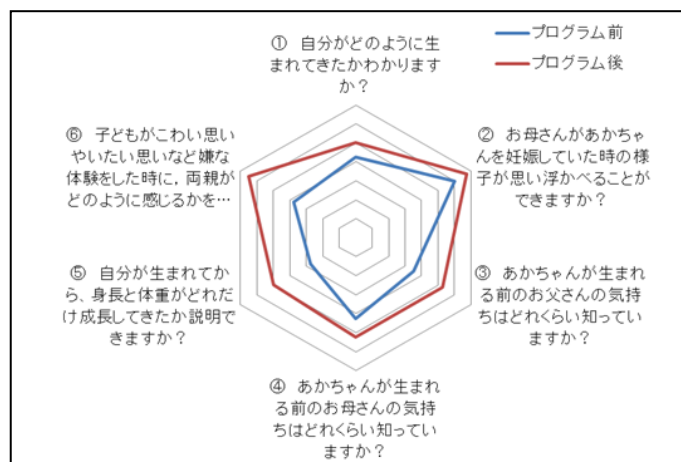 ① 自分がどのように生
まれてきたかわかります
か？
プログラム前
プログラム後
② お母さんがあかちゃ
んを妊娠していた時の様
子が思い浮かべることが
できますか？
③ あかちゃんが生まれ
る前のお父さんの気持
ちはどれくらい知ってい
ますか？
④ あかちゃんが生まれ
る前のお母さんの気持
ちはどれくらい知ってい
ますか？
⑤ 自分が生まれてか
ら、身長と体重がどれだ
け成長してきたか説明で
きますか？
⑥ 子どもがこわい思い
やいたい思いなど嫌な
体験をした時に，両親が
どのように感じるかを…